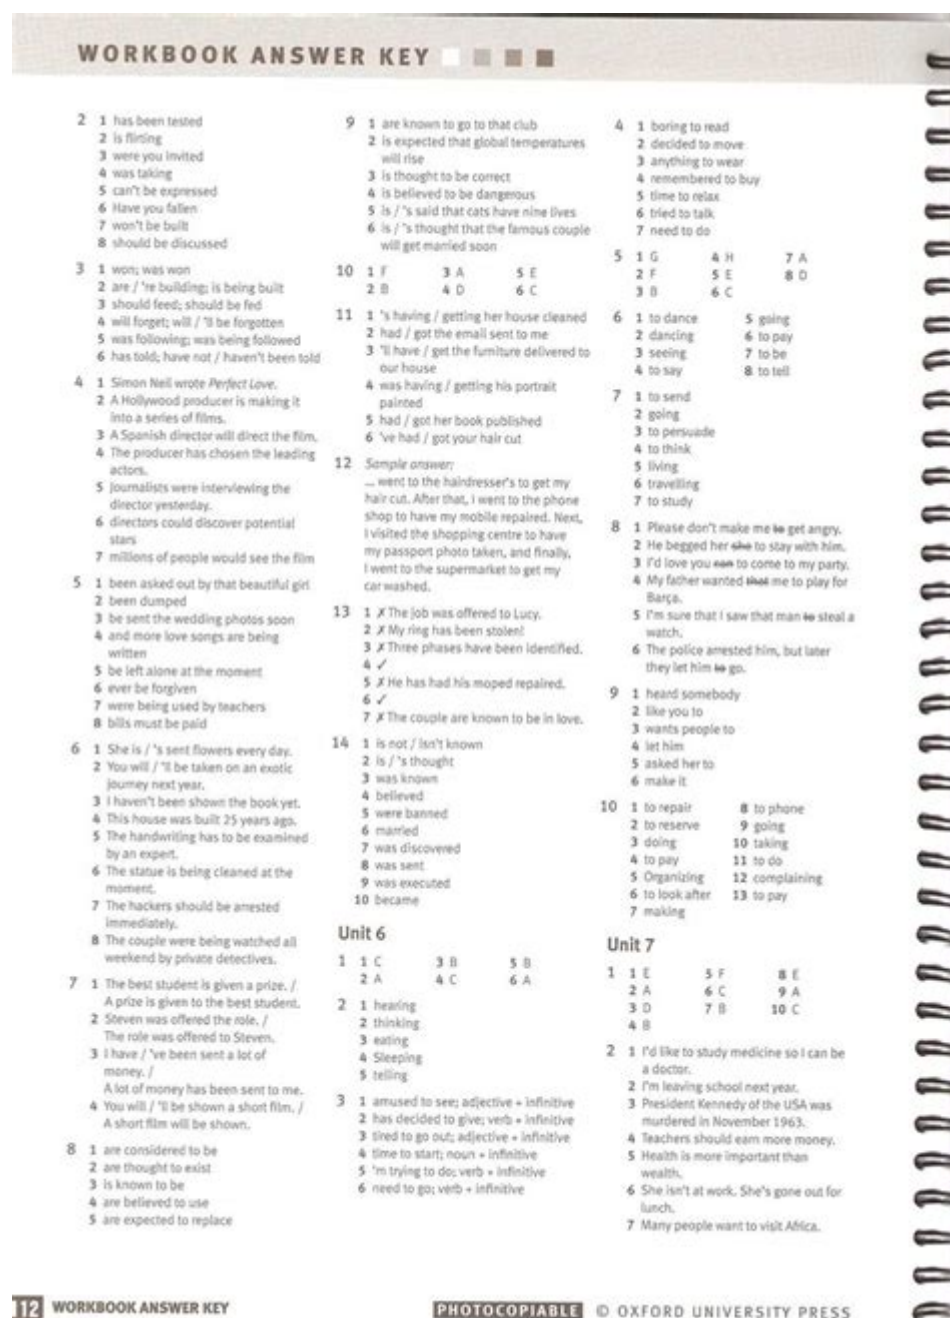 WORKBOOK ANSWER KEY
2 1 has been tested
2 is flirting
3 were you invited
4 was taking
5 can't be expressed
6 Have you fallen
7 won't be built
8 should be discussed
3 1 won; was won
2 are / 're building; is being built
3 should feed; should be fed
4 will forget; will / 'll be forgotten
5 was following; was being followed
6 has told; have not / haven't been told
4 1 Simon Neil wrote Perfect Love.
2 A Hollywood producer is making it
into a series of films.
3 A Spanish director will direct the film.
4 The producer has chosen the leading
actors.
5 Journalists were interviewing the
director yesterday.
6 directors could discover potential
stars
7 millions of people would see the film
5 1 been asked out by that beautiful girl
2 been dumped
3 be sent the wedding photos soon
4 and more love songs are being
written
5 be left alone at the moment
6 ever be forgiven
7 were being used by teachers
8 bills must be paid
6 1 She is / 's sent flowers every day.
2 You will / 'll be taken on an exotic
journey next year.
3 I haven't been shown the book yet.
4 This house was built 25 years ago.
5 The handwriting has to be examined
by an expert.
6 The statue is being cleaned at the
moment.
7 The hackers should be arrested
immediately.
8 The couple were being watched all
weekend by private detectives.
7 1 The best student is given a prize. /
A prize is given to the best student.
2 Steven was offered the role. /
The role was offered to Steven.
3 I have / 've been sent a lot of
money. /
A lot of money has been sent to me.
4 You will / 'll be shown a short film. /
A short film will be shown.
8 1 are considered to be
2 are thought to exist
3 is known to be
4 are believed to use
5 are expected to replace
9 1 are known to go to that club
2 is expected that global temperatures
will rise
3 is thought to be correct
4 is believed to be dangerous
5 is / 's said that cats have nine lives
6 is / 's thought that the famous couple
will get married soon
10 1 F 3 A 5 E
2 B 4 D 6 C
11 1 's having / getting her house cleaned
2 had / got the email sent to me
3 'll have / get the furniture delivered to
our house
4 was having / getting his portrait
painted
5 had / got her book published
6 've had / got your hair cut
12 Sample answer:
... went to the hairdresser's to get my
hair cut. After that, I went to the phone
shop to have my mobile repaired. Next,
I visited the shopping centre to have
my passport photo taken, and finally,
I went to the supermarket to get my
car washed.
13 1 ✗ The job was offered to Lucy.
2 ✗ My ring has been stolen!
3 ✗ Three phases have been identified.
4 ✓
5 ✗ He has had his moped repaired.
6 ✓
7 ✗ The couple are known to be in love.
14 1 is not / isn't known
2 is / 's thought
3 was known
4 believed
5 were banned
6 married
7 was discovered
8 was sent
9 was executed
10 became
Unit 6
1 1 C 3 B 5 B
2 A 4 C 6 A
2 1 hearing
2 thinking
3 eating
4 Sleeping
5 telling
3 1 amused to see; adjective + infinitive
2 has decided to give; verb + infinitive
3 tired to go out; adjective + infinitive
4 time to start; noun + infinitive
5 'm trying to do; verb + infinitive
6 need to go; verb + infinitive
4 1 boring to read
2 decided to move
3 anything to wear
4 remembered to buy
5 time to relax
6 tried to talk
7 need to do
5 1 G 4 H 7 A
2 F 5 E 8 D
3 B 6 C
6 1 to dance 5 going
2 dancing 6 to pay
3 seeing 7 to be
4 to say 8 to tell
7 1 to send
2 going
3 to persuade
4 to think
5 living
6 travelling
7 to study
8 1 Please don't make me to get angry.
2 He begged her she to stay with him.
3 I'd love you can to come to my party.
4 My father wanted that me to play for
Barça.
5 I'm sure that I saw that man to steal a
watch.
6 The police arrested him, but later
they let him to go.
9 1 heard somebody
2 like you to
3 wants people to
4 let him
5 asked her to
6 make it
10 1 to repair 8 to phone
2 to reserve 9 going
3 doing 10 taking
4 to pay 11 to do
5 Organizing 12 complaining
6 to look after 13 to pay
7 making
Unit 7
1 1 E 5 F 8 E
2 A 6 C 9 A
3 D 7 B 10 C
4 B
2 1 I'd like to study medicine so I can be
a doctor.
2 I'm leaving school next year.
3 President Kennedy of the USA was
murdered in November 1963.
4 Teachers should earn more money.
5 Health is more important than
wealth.
6 She isn't at work. She's gone out for
lunch.
7 Many people want to visit Africa.
112 WORKBOOK ANSWER KEY
PHOTOCOPIABLE © OXFORD UNIVERSITY PRESS